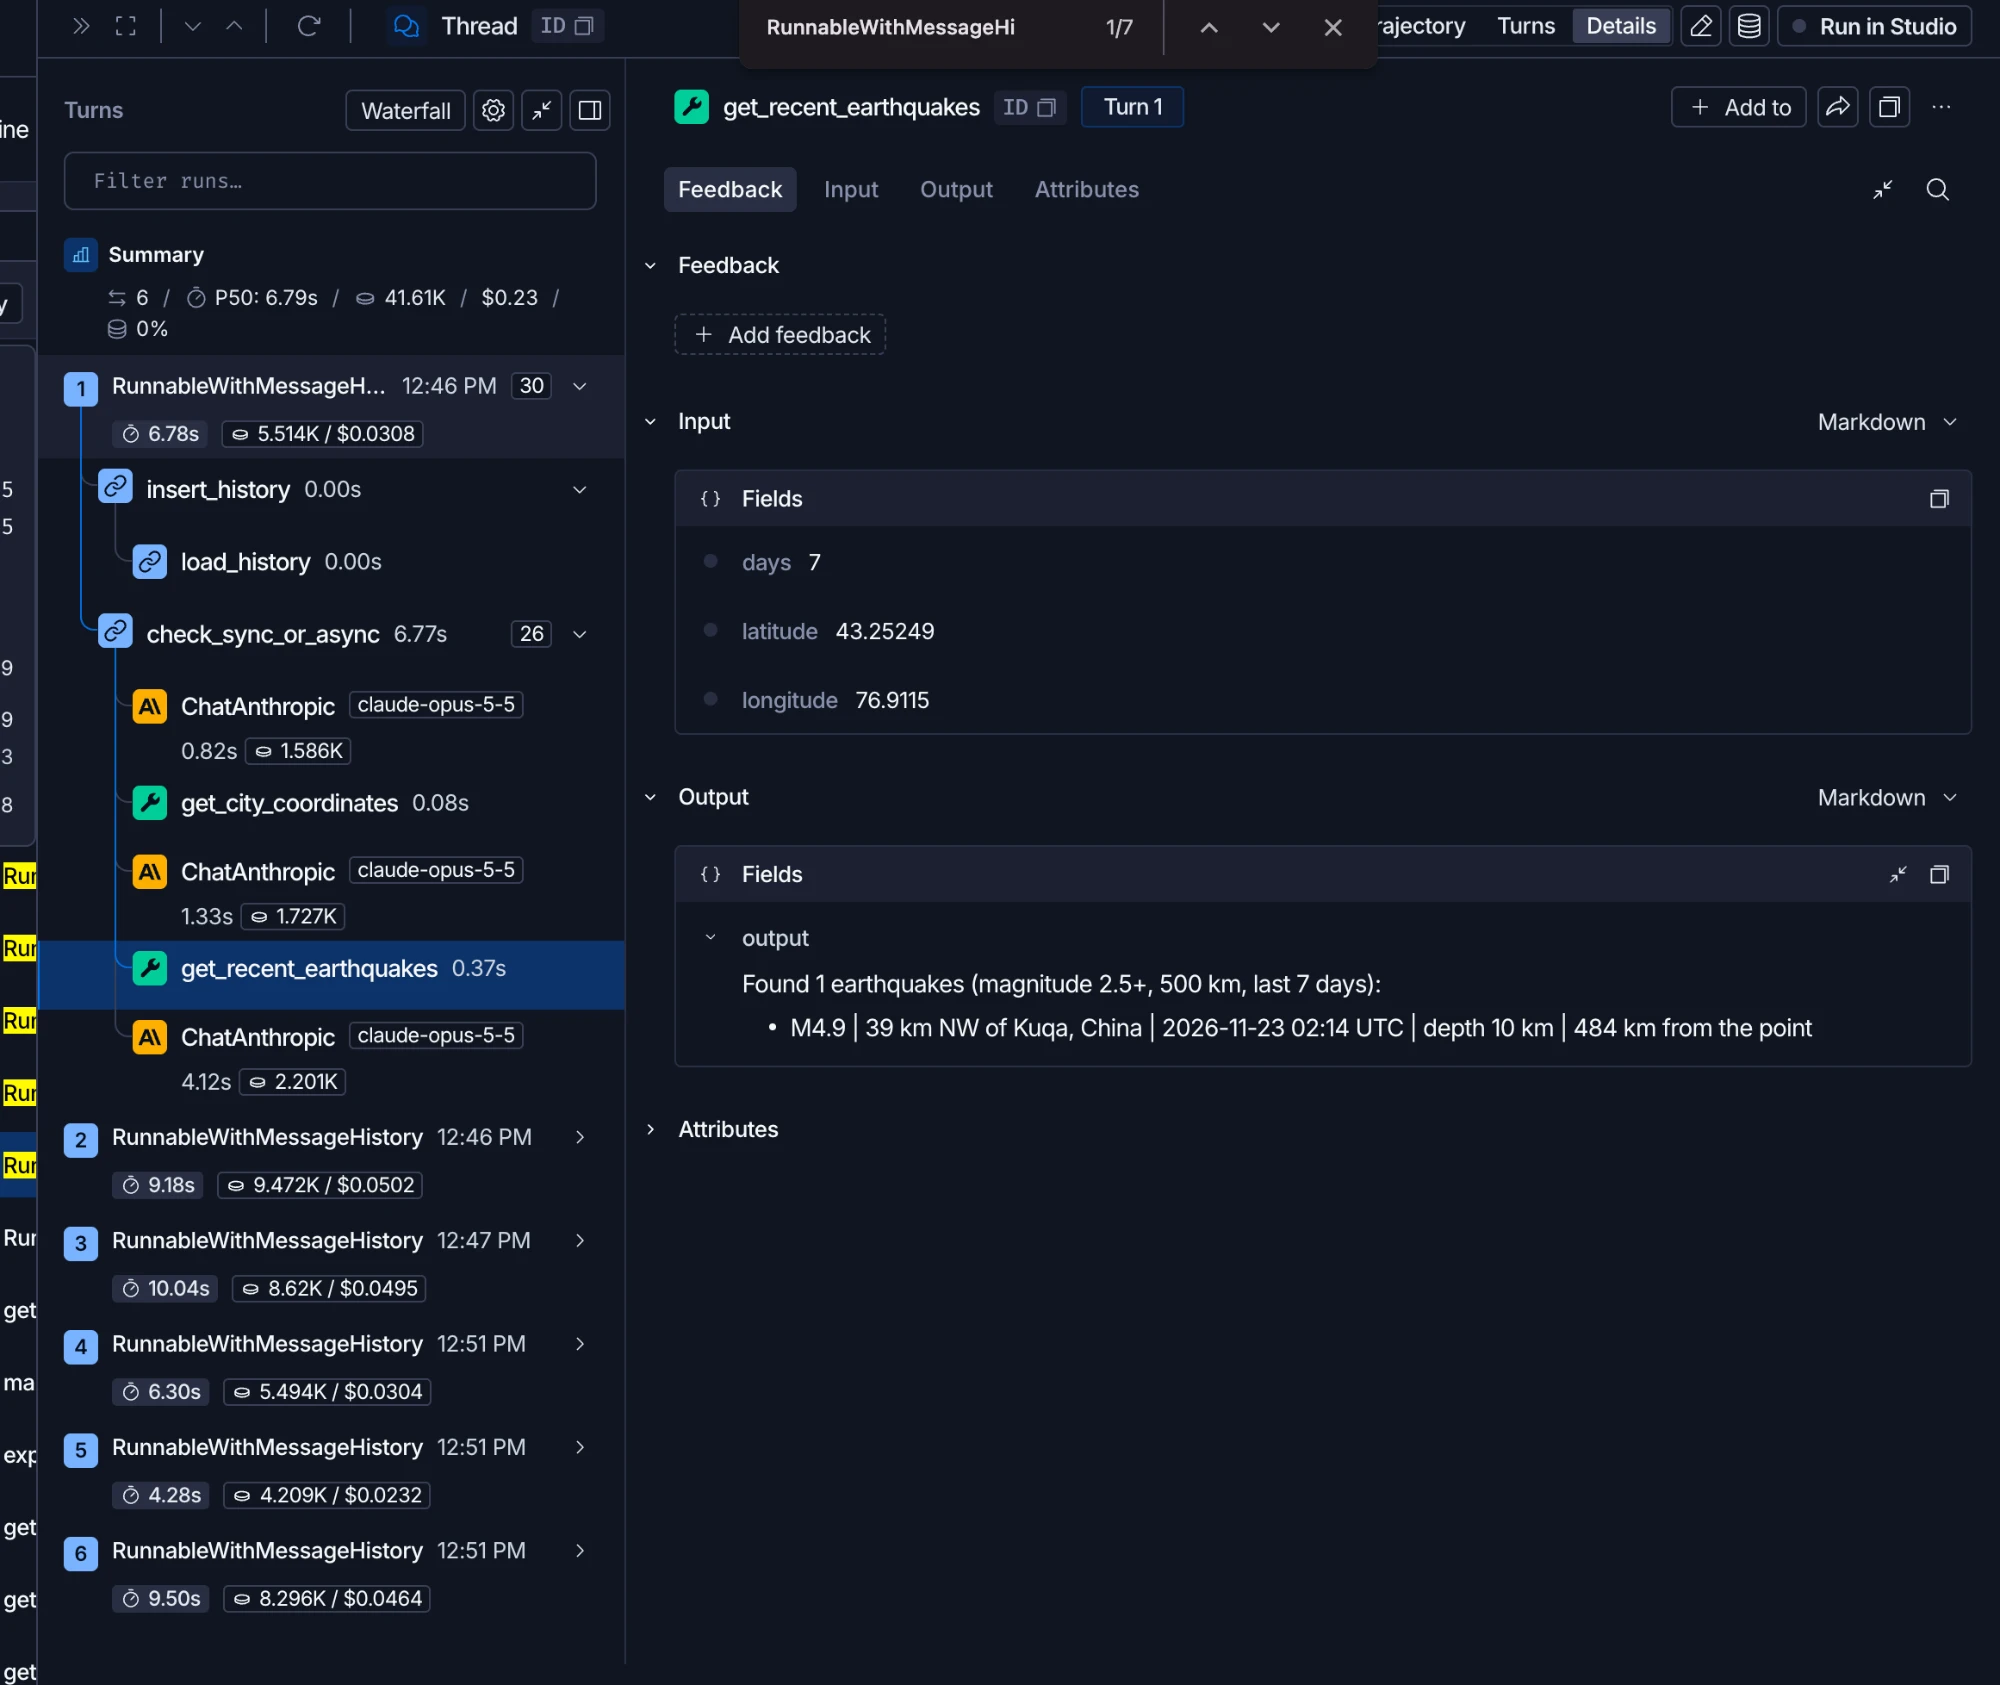 Thread ID
RunnableWithMessageHi 1/7
Turns Details Run in Studio
Turns Waterfall
Filter runs…
Summary
6 / P50: 6.79s / 41.61K / $0.23 /
0%
1 RunnableWithMessageH... 12:46 PM 30
6.78s 5.514K / $0.0308
insert_history 0.00s
load_history 0.00s
check_sync_or_async 6.77s 26
ChatAnthropic claude-opus-5-5
0.82s 1.586K
get_city_coordinates 0.08s
ChatAnthropic claude-opus-5-5
1.33s 1.727K
get_recent_earthquakes 0.37s
ChatAnthropic claude-opus-5-5
4.12s 2.201K
2 RunnableWithMessageHistory 12:46 PM
9.18s 9.472K / $0.0502
3 RunnableWithMessageHistory 12:47 PM
10.04s 8.62K / $0.0495
4 RunnableWithMessageHistory 12:51 PM
6.30s 5.494K / $0.0304
5 RunnableWithMessageHistory 12:51 PM
4.28s 4.209K / $0.0232
6 RunnableWithMessageHistory 12:51 PM
9.50s 8.296K / $0.0464
get_recent_earthquakes ID Turn 1
+ Add to ...
Feedback Input Output Attributes
Feedback
+ Add feedback
Input Markdown
{} Fields
days 7
latitude 43.25249
longitude 76.9115
Output Markdown
{} Fields
output
Found 1 earthquakes (magnitude 2.5+, 500 km, last 7 days):
• M4.9 | 39 km NW of Kuqa, China | 2026-11-23 02:14 UTC | depth 10 km | 484 km from the point
Attributes